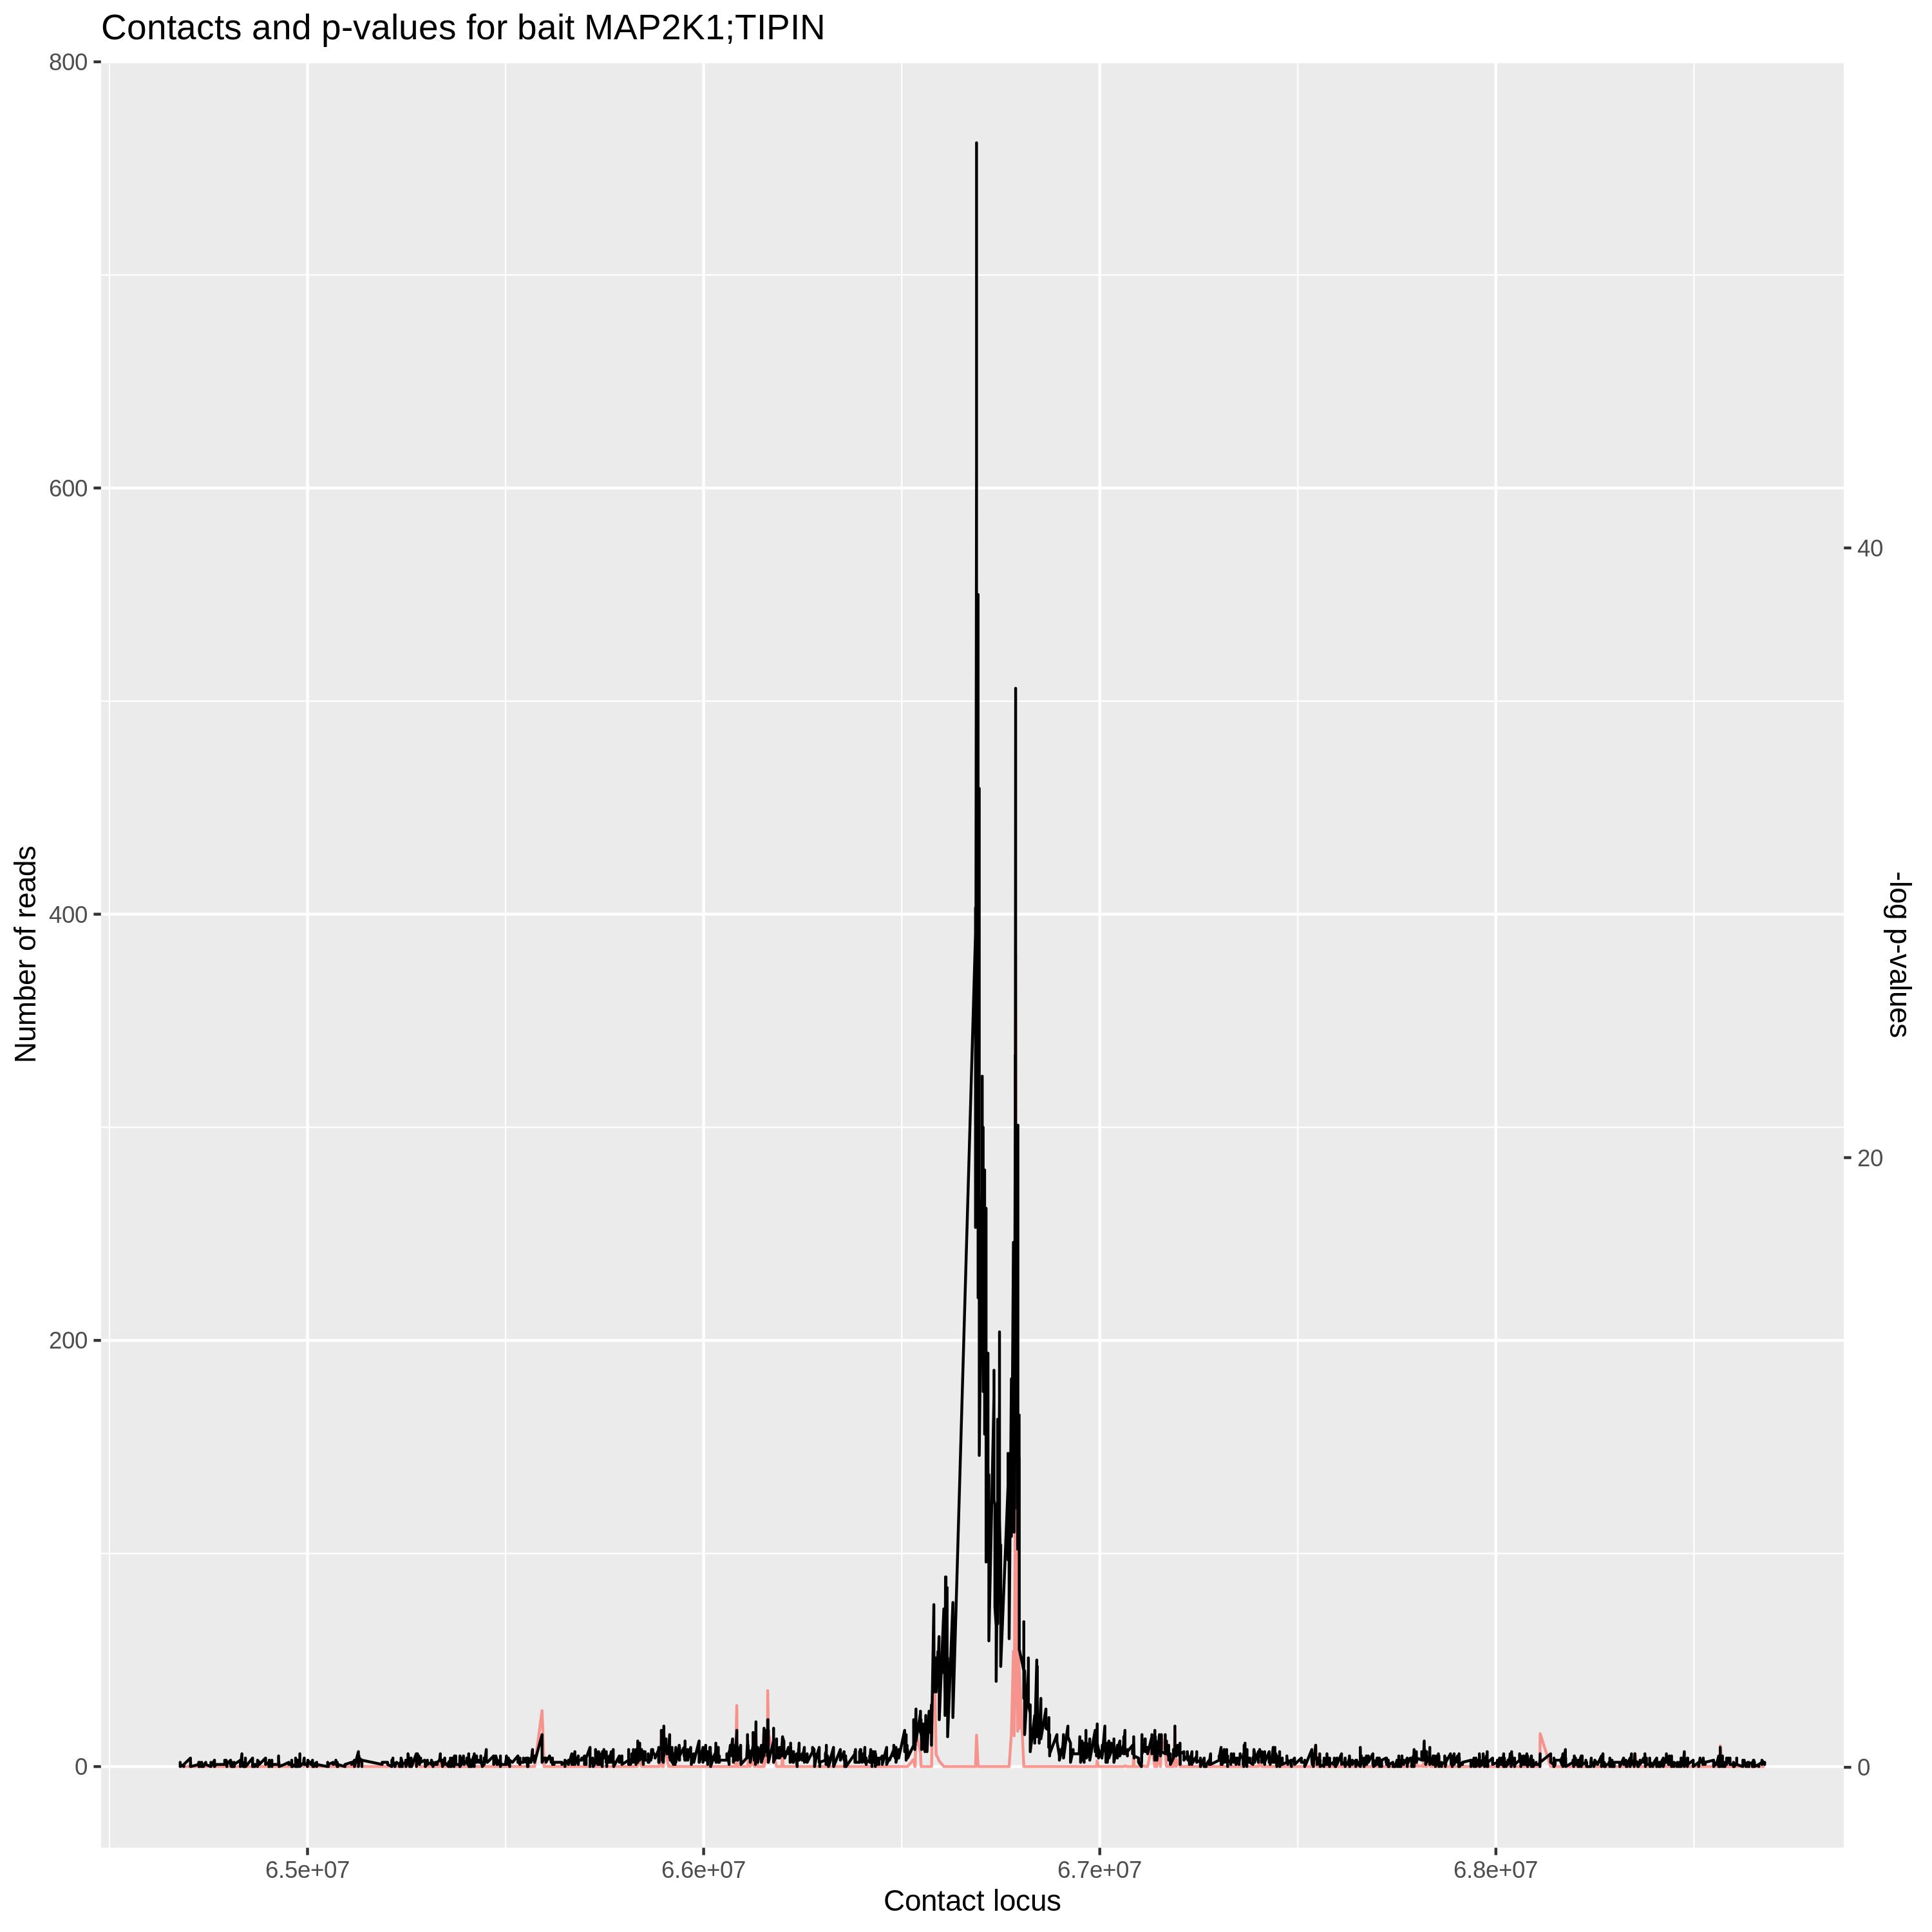 Contacts and p-values for bait MAP2K1;TIPIN
800
600
400
200
0
Number of reads
40
20
0
-log p-values
6.5e+07 6.6e+07 6.7e+07 6.8e+07
Contact locus